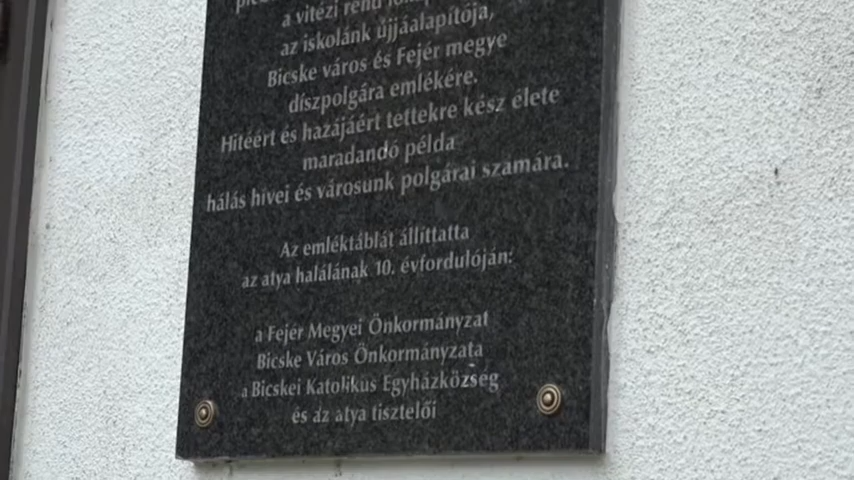 a vitézi rend
az iskolánk újjáalapítója,
Bicske város és Fejér megye
díszpolgára emlékére.
Hitéért és hazájáért tettekre kész élete
maradandó példa
hálás hívei és városunk polgárai számára.
Az emléktáblát állíttatta
az atya halálának 10. évfordulóján:
a Fejér Megyei Önkormányzat
Bicske Város Önkormányzata
a Bicskei Katolikus Egyházközség
és az atya tisztelői